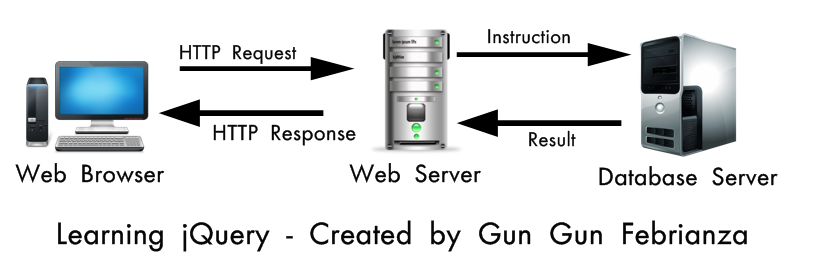 HTTP Request
Instruction
HTTP Response
Result
Web Browser
Web Server
Database Server
Learning jQuery - Created by Gun Gun Febrianza